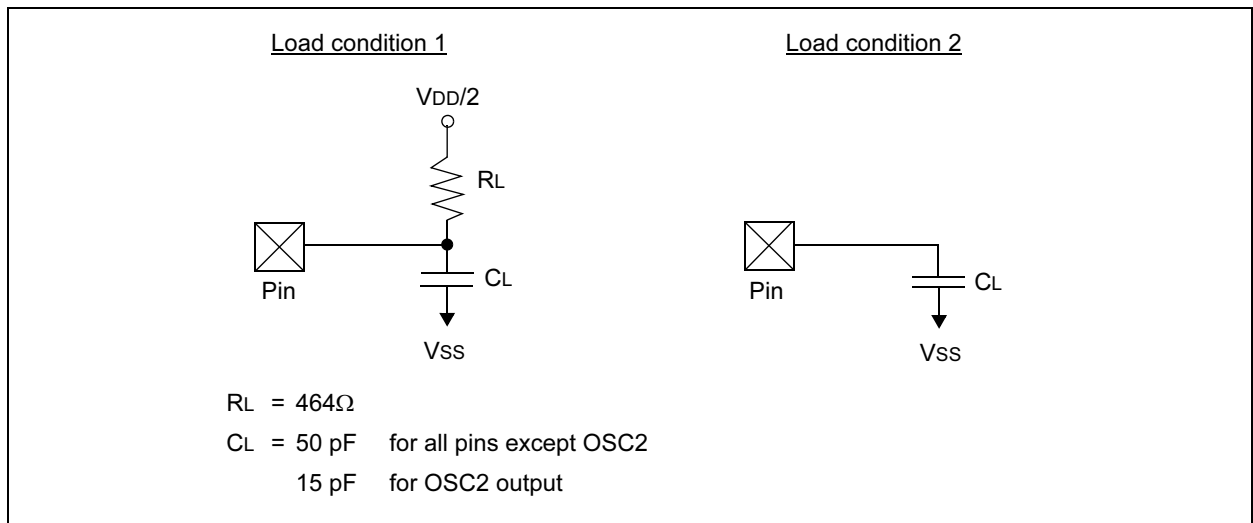 Load condition 1
VDD/2
RL
Pin
CL
VSS
Load condition 2
Pin
CL
VSS
RL = 464Ω
CL = 50 pF for all pins except OSC2
15 pF for OSC2 output